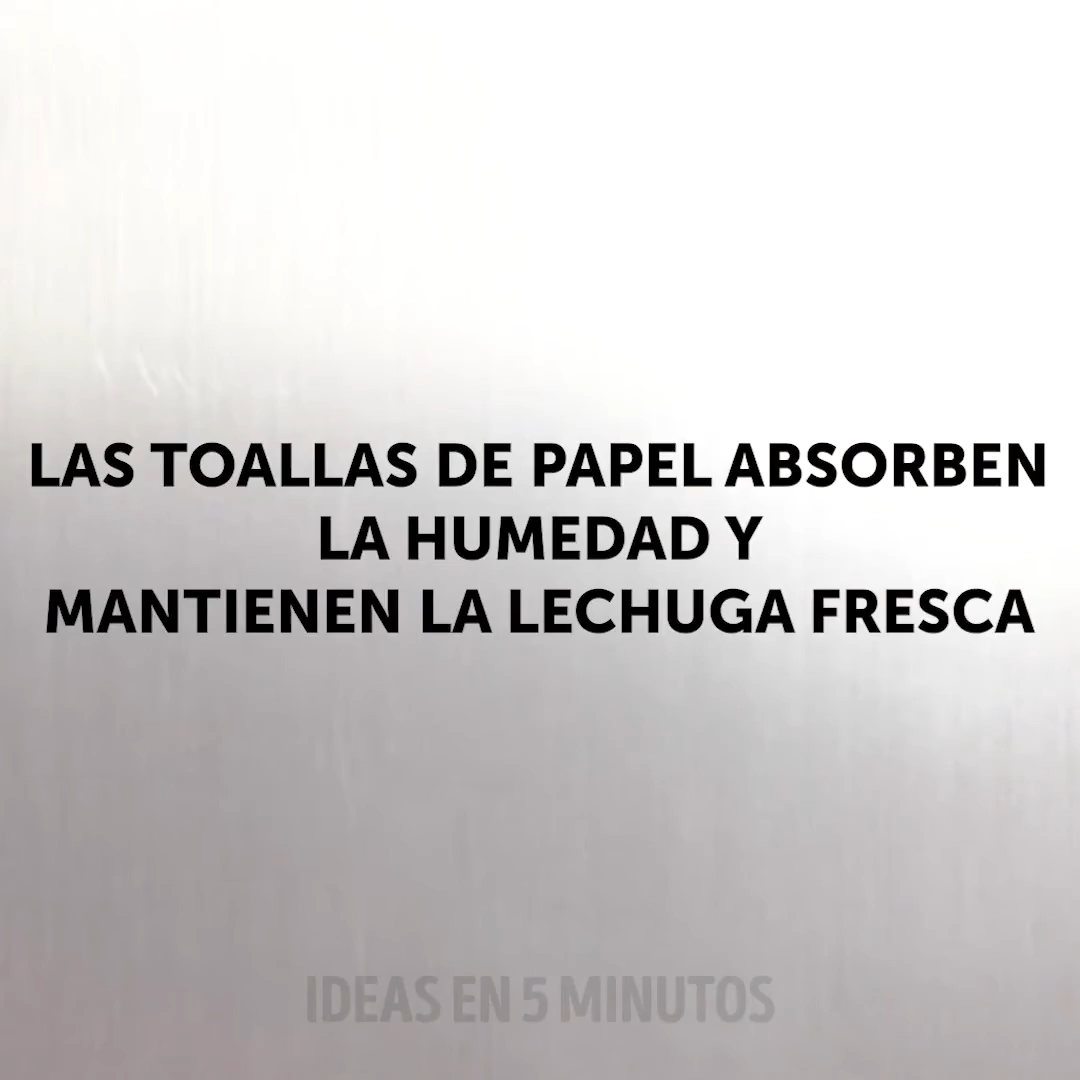 LAS TOALLAS DE PAPEL ABSORBEN
LA HUMEDAD Y
MANTIENEN LA LECHUGA FRESCA
IDEAS EN 5 MINUTOS